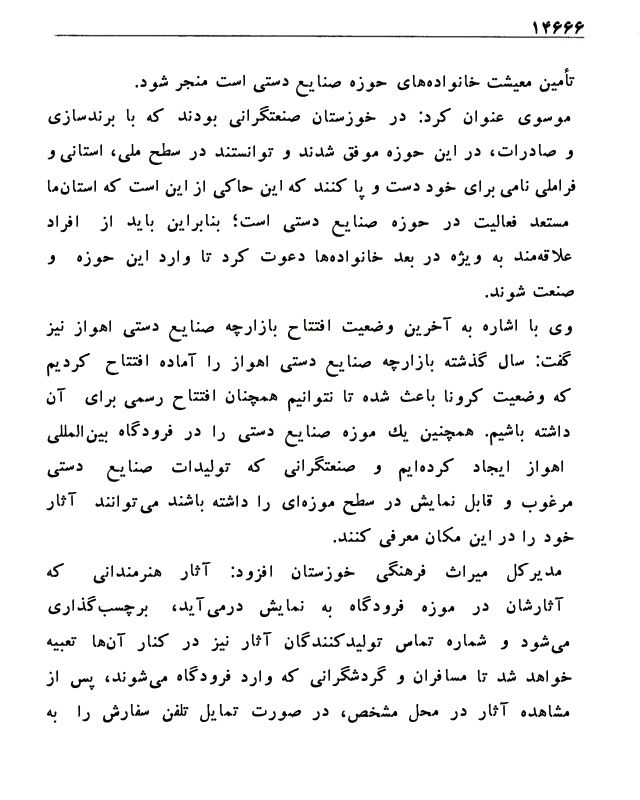 ۱۴۶۶۶
تأمین معیشت خانواده‌های حوزه صنایع دستی است منجر شود.
موسوی عنوان کرد: در خوزستان صنعتگرانی بودند که با برندسازی
و صادرات، در این حوزه موفق شدند و توانستند در سطح ملی، استانی و
فراملی نامی برای خود دست و پا کنند که این حاکی از این است که استان‌ما
مستعد فعالیت در حوزه صنایع دستی است؛ بنابراین باید از افراد
علاقه‌مند به ویژه در بعد خانواده‌ها دعوت کرد تا وارد این حوزه و
صنعت شوند.
وی با اشاره به آخرین وضعیت افتتاح بازارچه صنایع دستی اهواز نیز
گفت: سال گذشته بازارچه صنایع دستی اهواز را آماده افتتاح کردیم
که وضعیت کرونا باعث شده تا نتوانیم همچنان افتتاح رسمی برای آن
داشته باشیم. همچنین یك موزه صنایع دستی را در فرودگاه بین‌المللی
اهواز ایجاد کرده‌ایم و صنعتگرانی که تولیدات صنایع دستی
مرغوب و قابل نمایش در سطح موزه‌ای را داشته باشند می‌توانند آثار
خود را در این مکان معرفی کنند.
مدیرکل میراث فرهنگی خوزستان افزود: آثار هنرمندانی که
آثارشان در موزه فرودگاه به نمایش درمی‌آید، برچسب‌گذاری
می‌شود و شماره تماس تولیدکنندگان آثار نیز در کنار آن‌ها تعبیه
خواهد شد تا مسافران و گردشگرانی که وارد فرودگاه می‌شوند، پس از
مشاهده آثار در محل مشخص، در صورت تمایل تلفن سفارش را به